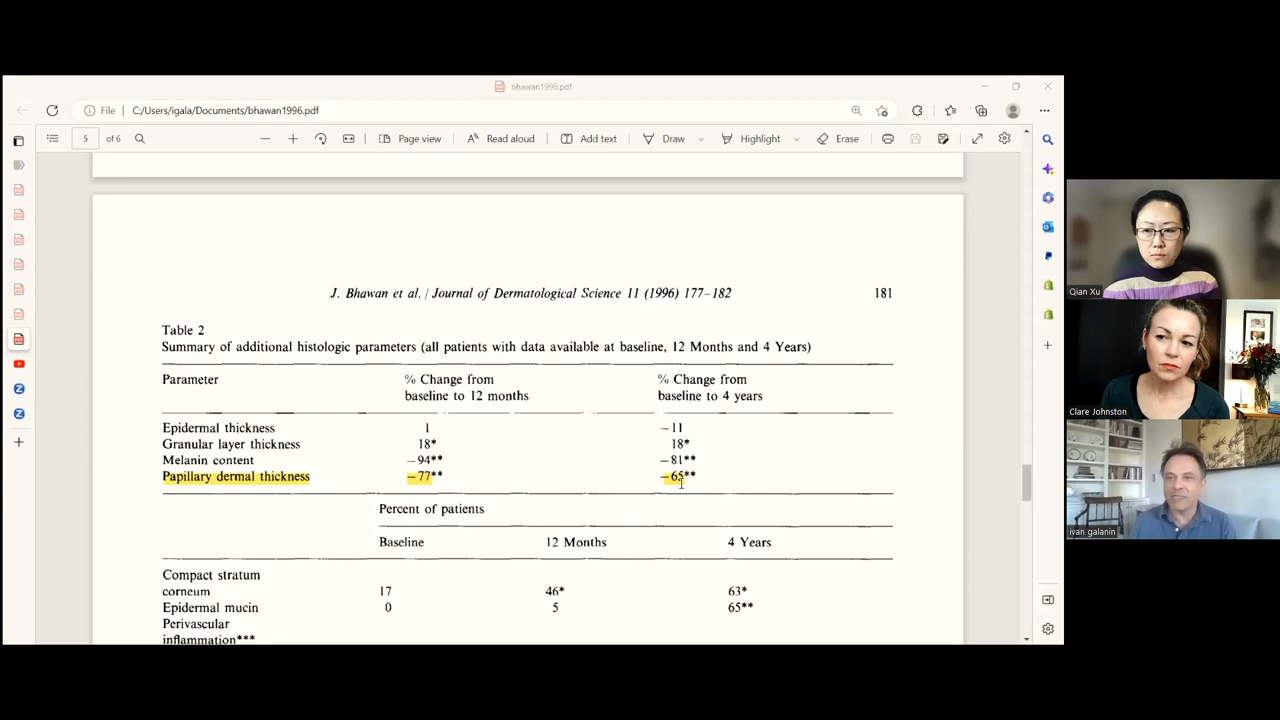 bhawan1996.pdf
File C:/Users/igala/Documents/bhawan1996.pdf
5 of 6 Page view Read aloud Add text Draw Highlight Erase
J. Bhawan et al. / Journal of Dermatological Science 11 (1996) 177–182 181
Table 2
Summary of additional histologic parameters (all patients with data available at baseline, 12 Months and 4 Years)
Parameter % Change from % Change from
baseline to 12 months baseline to 4 years
Epidermal thickness 1 −11
Granular layer thickness 18* 18*
Melanin content −94** −81**
Papillary dermal thickness −77** −65**
Percent of patients
Baseline 12 Months 4 Years
Compact stratum
corneum 17 46* 63*
Epidermal mucin 0 5 65**
Perivascular
inflammation***
Qian Xu
Clare Johnston
ivan galanin